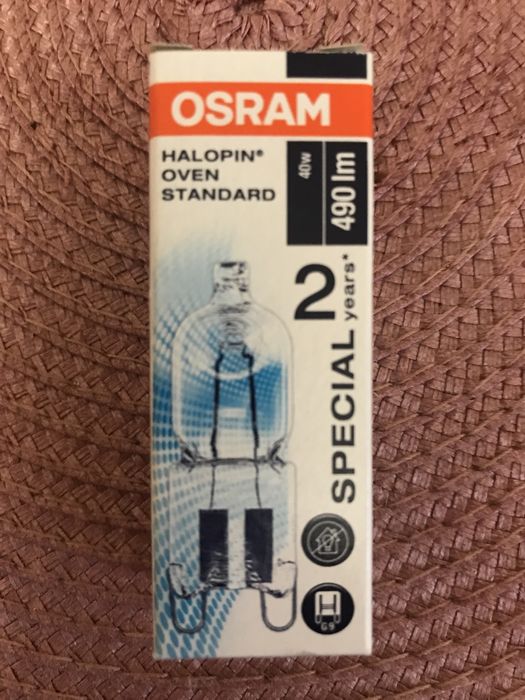 OSRAM
HALOPIN®
OVEN
STANDARD
40w
490 lm
2
years*
SPECIAL
G9